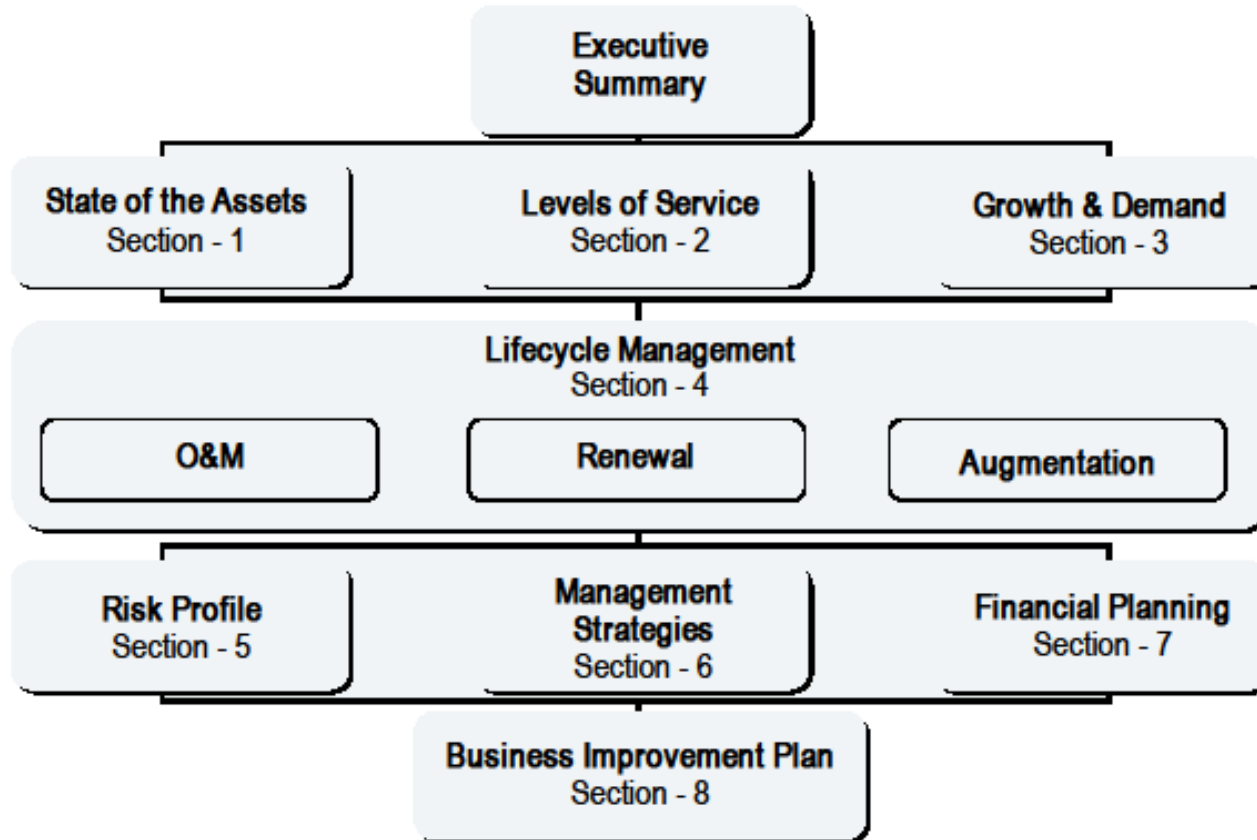 Executive
Summary
State of the Assets
Section - 1
Levels of Service
Section - 2
Growth & Demand
Section - 3
Lifecycle Management
Section - 4
O&M
Renewal
Augmentation
Risk Profile
Section - 5
Management
Strategies
Section - 6
Financial Planning
Section - 7
Business Improvement Plan
Section - 8